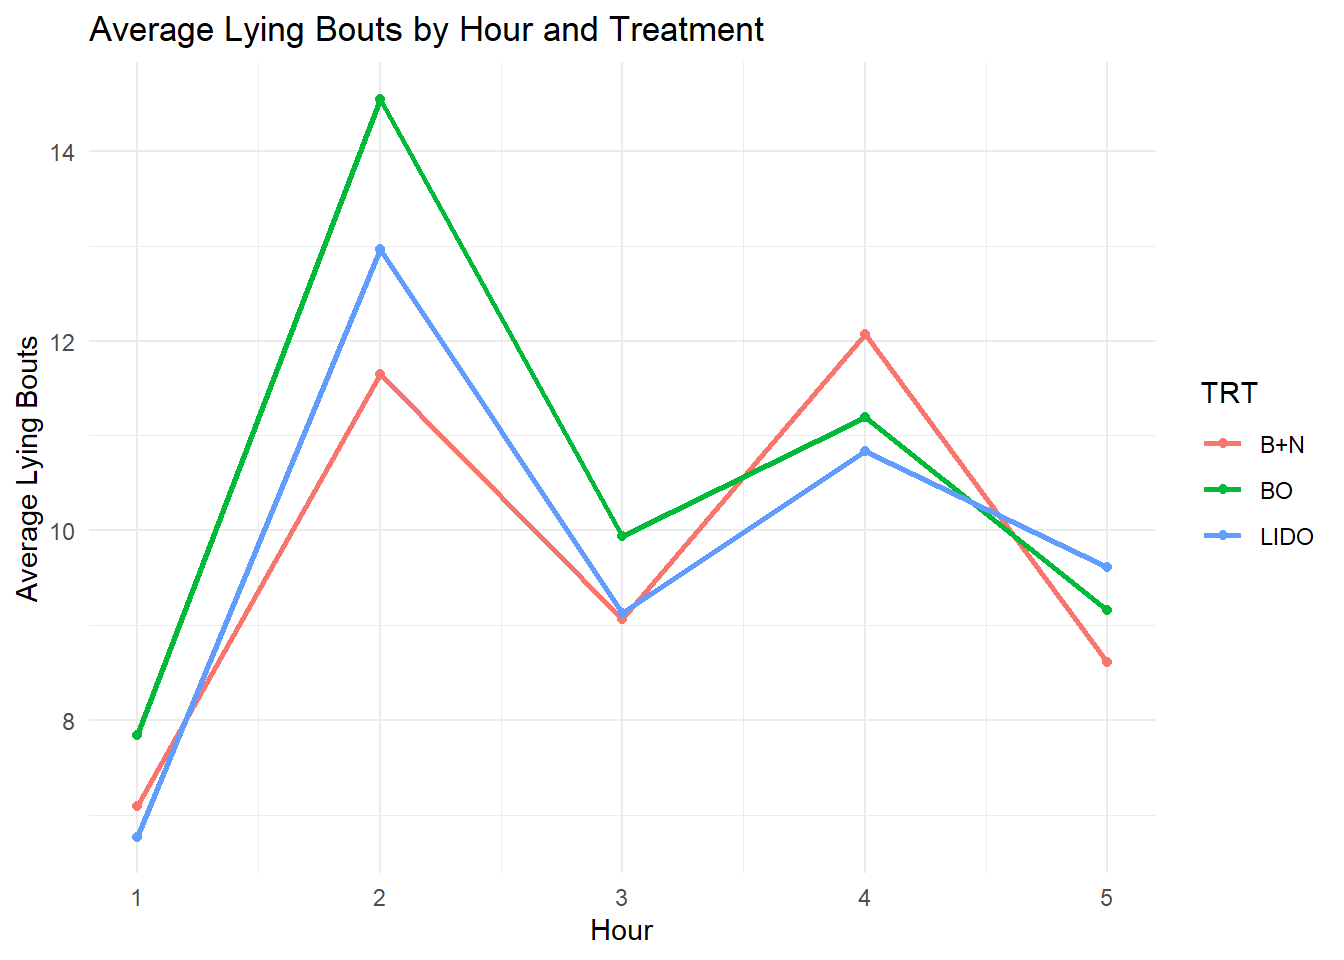 Average Lying Bouts by Hour and Treatment
Average Lying Bouts
14
12
10
8
1 2 3 4 5
Hour
TRT
B+N
BO
LIDO